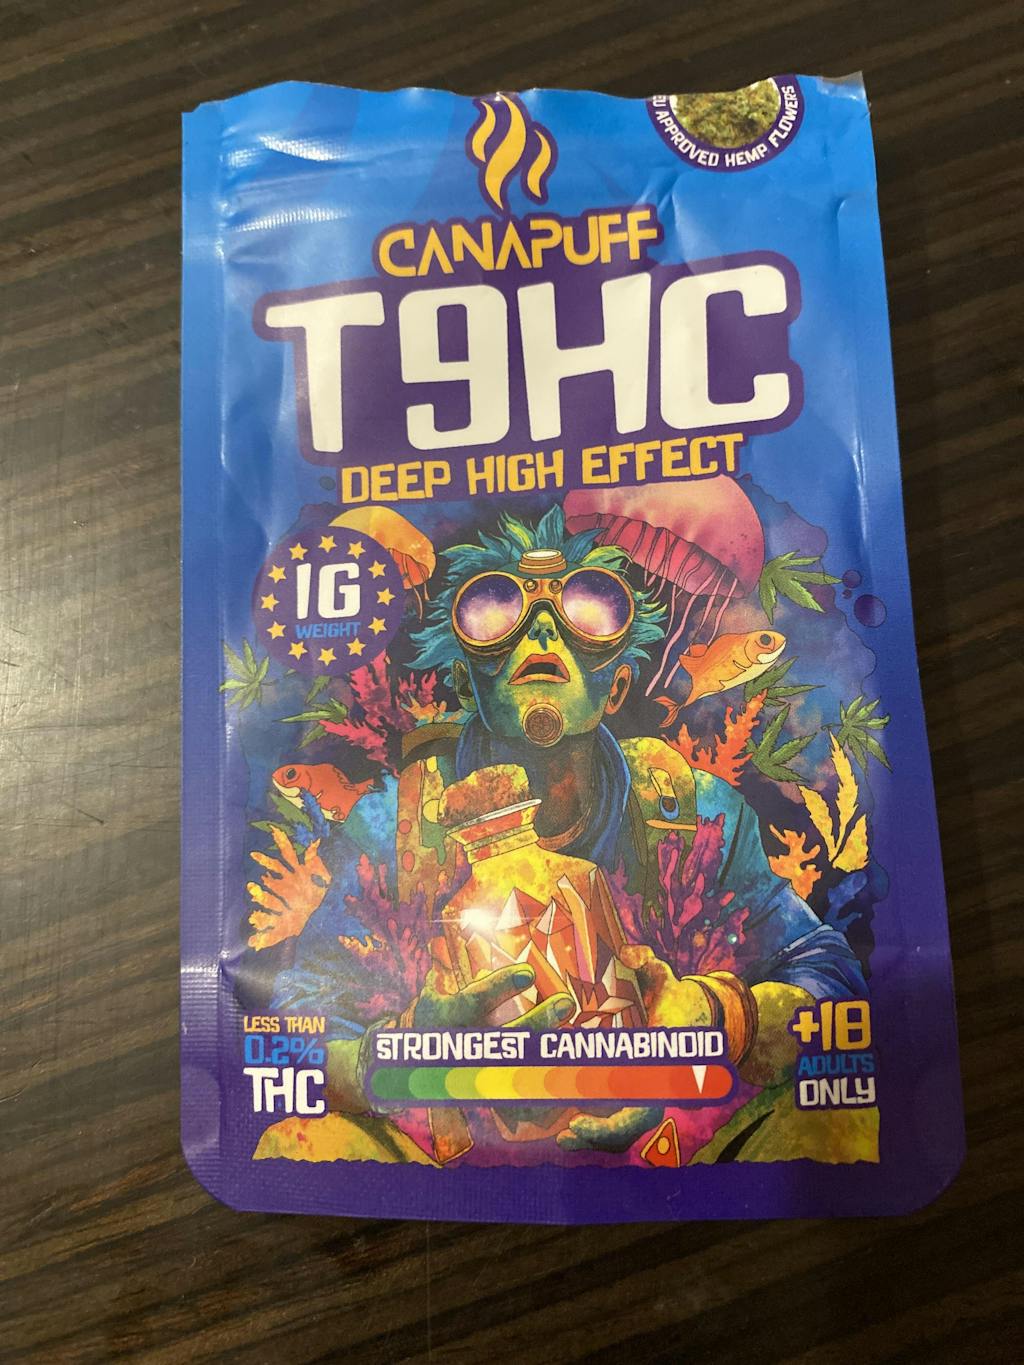 EU APPROVED HEMP FLOWERS
CANAPUFF
T9HC
DEEP HIGH EFFECT
1G
WEIGHT
LESS THAN
0.2%
THC
STRONGEST CANNABINOID
+18
ADULTS
ONLY